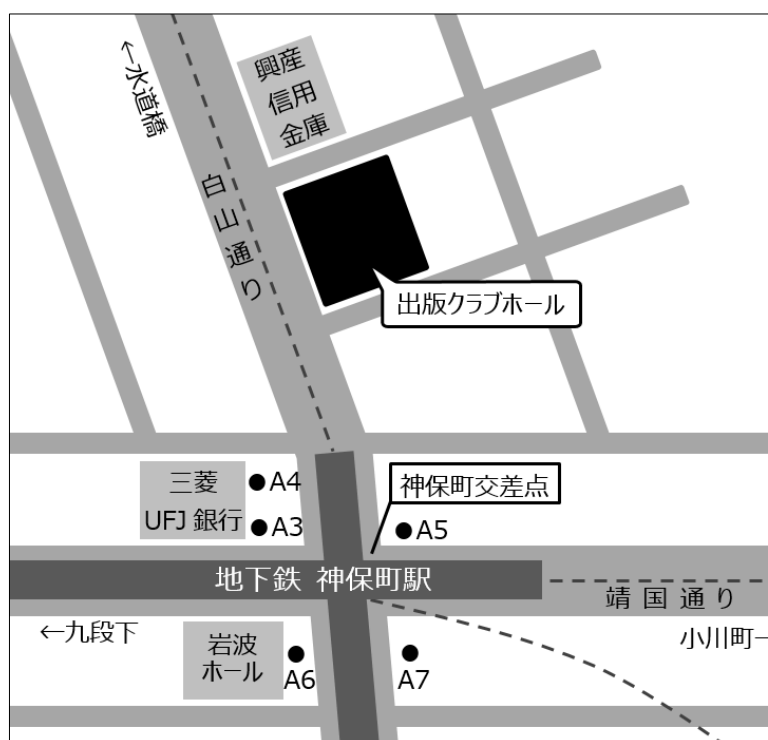 ←水道橋
興産
信用
金庫
白山通り
出版クラブホール
三菱
UFJ 銀行
A4
A3
神保町交差点
A5
地下鉄 神保町駅
靖国通り
←九段下
小川町→
岩波
ホール
A6
A7